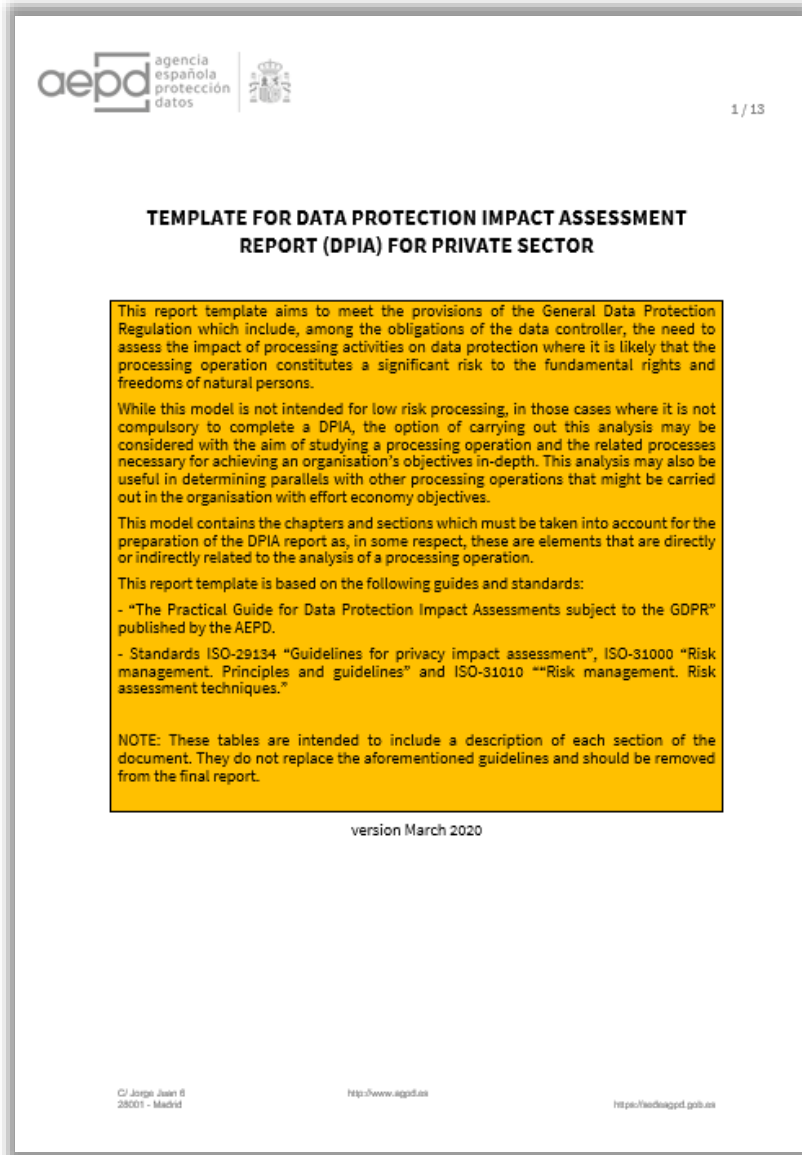 aepd
agencia
española
protección
datos
1 / 13
TEMPLATE FOR DATA PROTECTION IMPACT ASSESSMENT
REPORT (DPIA) FOR PRIVATE SECTOR
This report template aims to meet the provisions of the General Data Protection
Regulation which include, among the obligations of the data controller, the need to
assess the impact of processing activities on data protection where it is likely that the
processing operation constitutes a significant risk to the fundamental rights and
freedoms of natural persons.
While this model is not intended for low risk processing, in those cases where it is not
compulsory to complete a DPIA, the option of carrying out this analysis may be
considered with the aim of studying a processing operation and the related processes
necessary for achieving an organisation’s objectives in-depth. This analysis may also be
useful in determining parallels with other processing operations that might be carried
out in the organisation with effort economy objectives.
This model contains the chapters and sections which must be taken into account for the
preparation of the DPIA report as, in some respect, these are elements that are directly
or indirectly related to the analysis of a processing operation.
This report template is based on the following guides and standards:
- “The Practical Guide for Data Protection Impact Assessments subject to the GDPR”
published by the AEPD.
- Standards ISO-29134 “Guidelines for privacy impact assessment”, ISO-31000 “Risk
management. Principles and guidelines” and ISO-31010 ““Risk management. Risk
assessment techniques.”
NOTE: These tables are intended to include a description of each section of the
document. They do not replace the aforementioned guidelines and should be removed
from the final report.
version March 2020
C/ Jorge Juan 6
28001 - Madrid
http://www.agpd.es
https://sedeagpd.gob.es